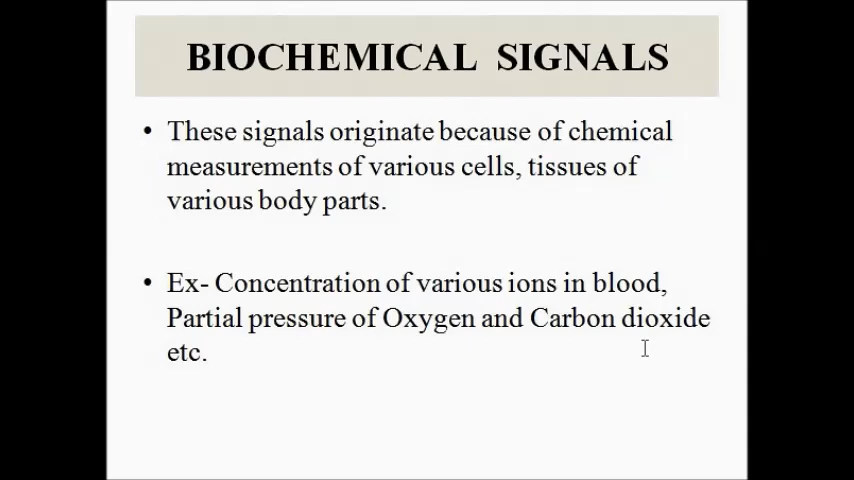 BIOCHEMICAL SIGNALS
• These signals originate because of chemical
measurements of various cells, tissues of
various body parts.
• Ex- Concentration of various ions in blood,
Partial pressure of Oxygen and Carbon dioxide
etc.